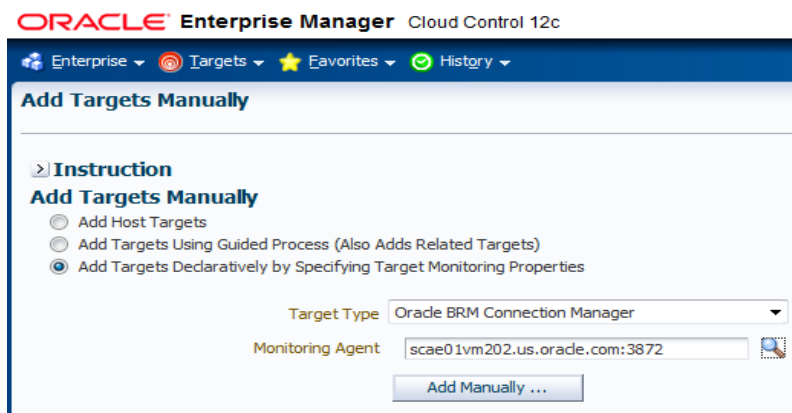 ORACLE Enterprise Manager Cloud Control 12c
Enterprise Targets Favorites History
Add Targets Manually
Instruction
Add Targets Manually
Add Host Targets
Add Targets Using Guided Process (Also Adds Related Targets)
Add Targets Declaratively by Specifying Target Monitoring Properties
Target Type Oracle BRM Connection Manager
Monitoring Agent scae01vm202.us.oracle.com:3872
Add Manually ...